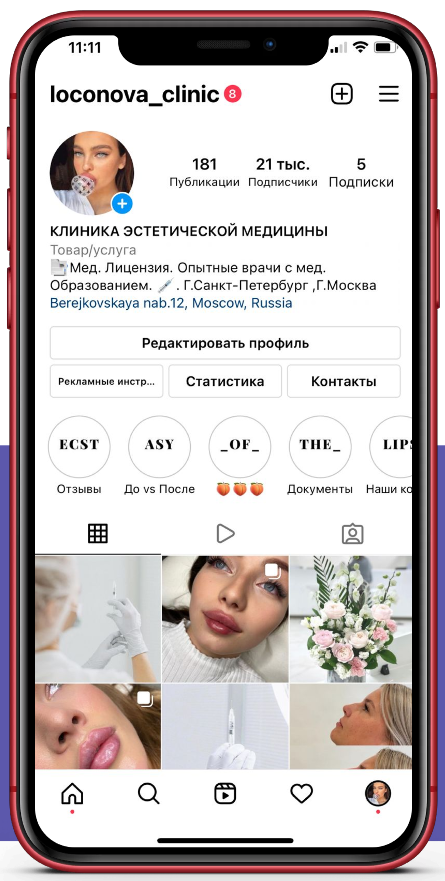 11:11
loconova_clinic 8
181 21 тыс. 5
Публикации Подписчики Подписки
КЛИНИКА ЭСТЕТИЧЕСКОЙ МЕДИЦИНЫ
Товар/услуга
Мед. Лицензия. Опытные врачи с мед.
Образованием. 💉 . Г.Санкт-Петербург ,Г.Москва
Berejkovskaya nab.12, Moscow, Russia
Редактировать профиль
Рекламные инстр... Статистика Контакты
ECST ASY _OF_ THE_ LIPS
Отзывы До vs После 🍑🍑🍑 Документы Наши ко